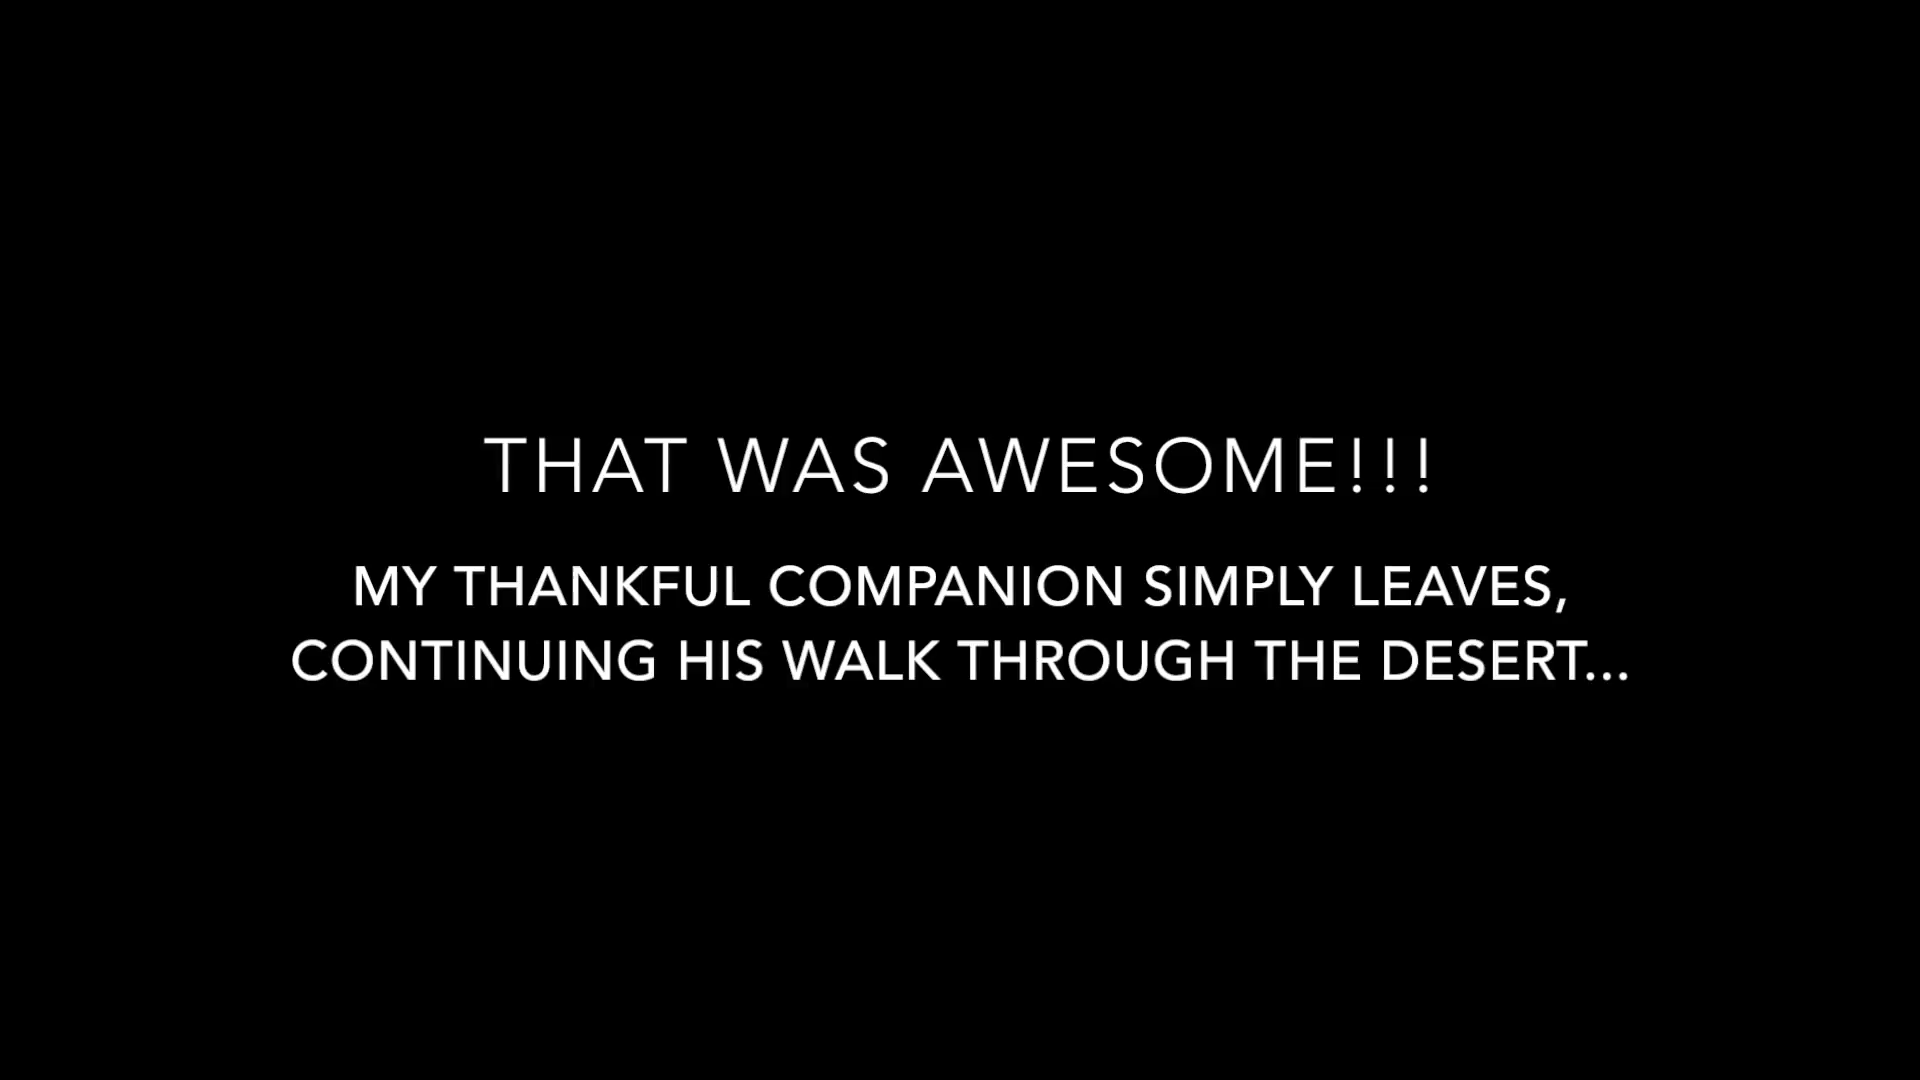 THAT WAS AWESOME!!!
MY THANKFUL COMPANION SIMPLY LEAVES,
CONTINUING HIS WALK THROUGH THE DESERT...